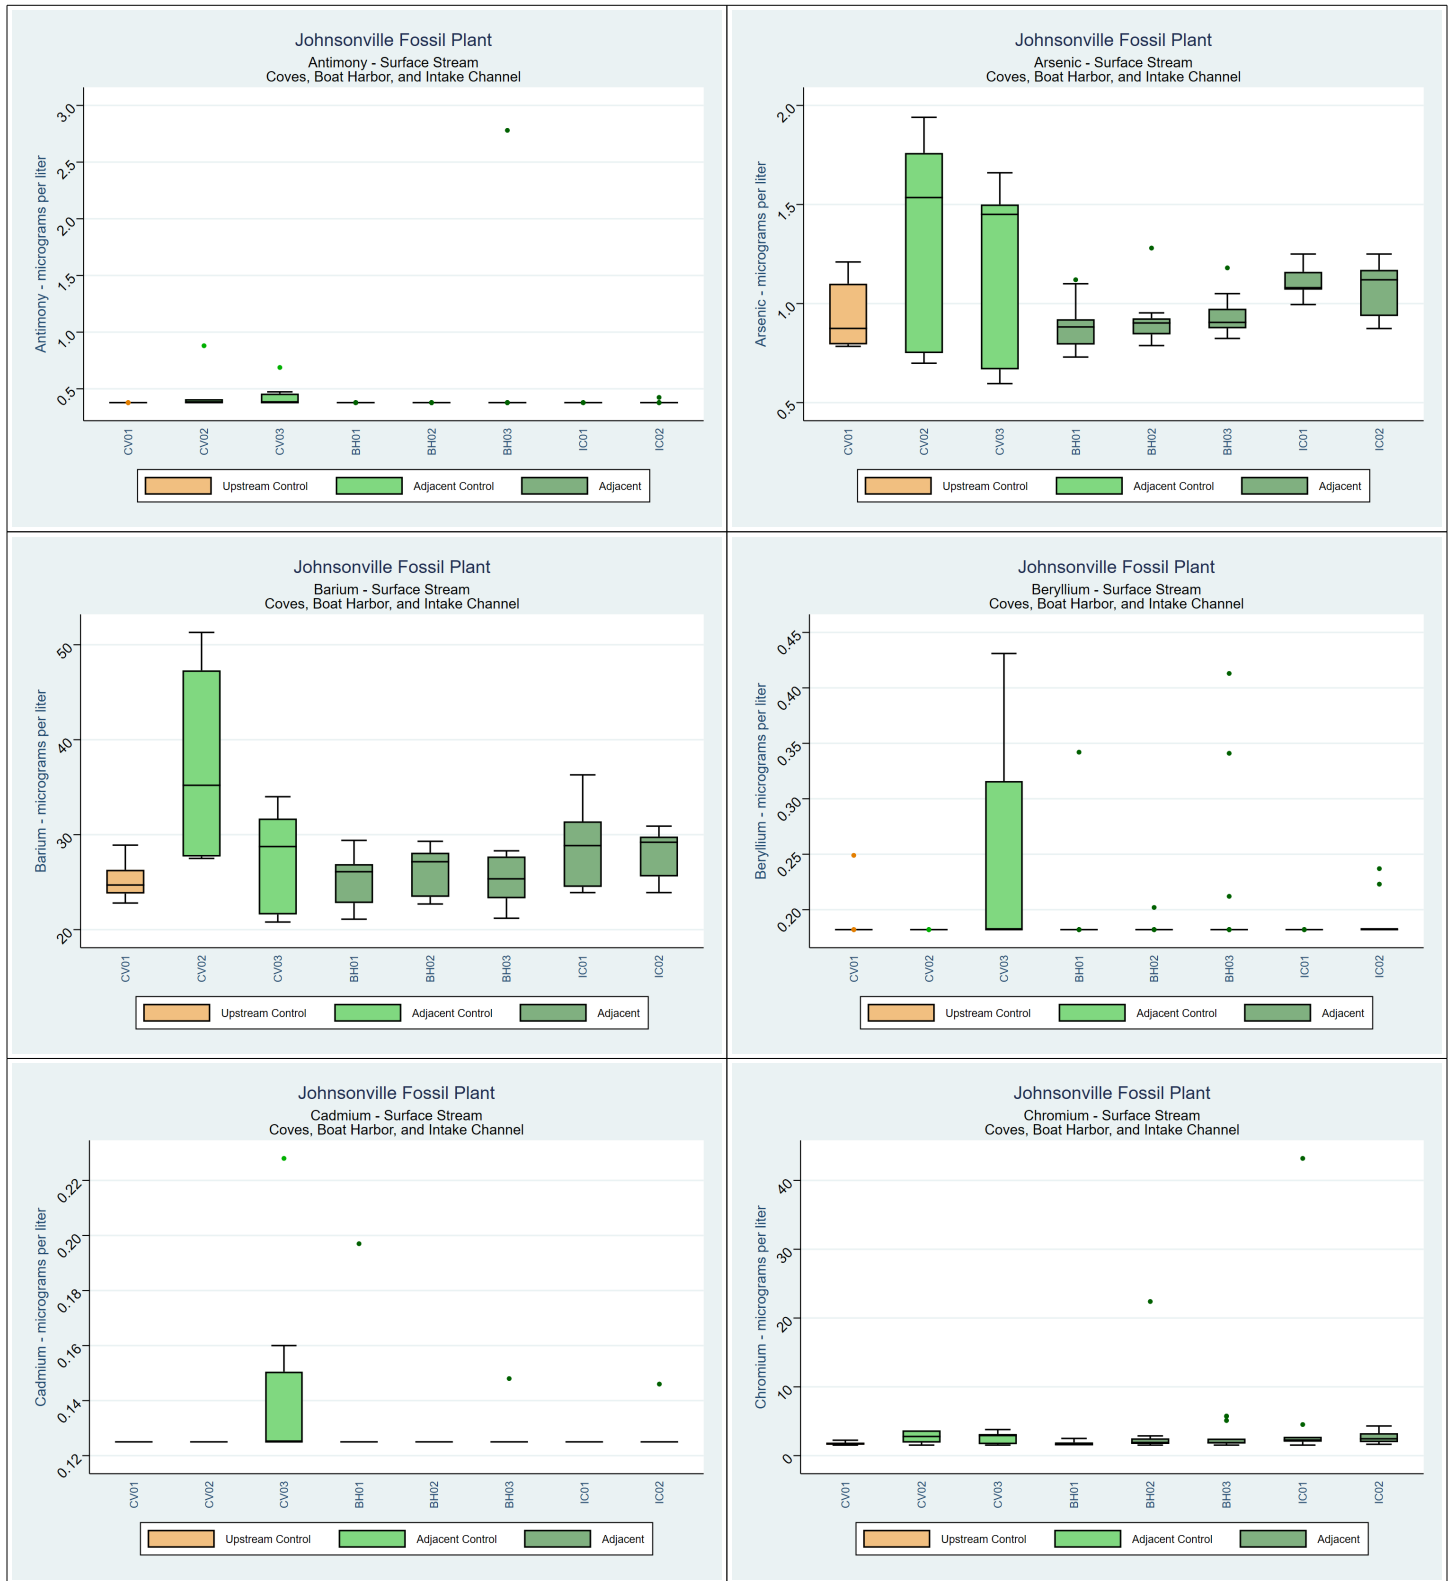 Johnsonville Fossil Plant
Antimony - Surface Stream
Coves, Boat Harbor, and Intake Channel
Antimony - micrograms per liter
3.0
2.5
2.0
1.5
1.0
0.5
CV01
CV02
CV03
BH01
BH02
BH03
IC01
IC02
Upstream Control
Adjacent Control
Adjacent
Johnsonville Fossil Plant
Arsenic - Surface Stream
Coves, Boat Harbor, and Intake Channel
Arsenic - micrograms per liter
2.0
1.5
1.0
0.5
CV01
CV02
CV03
BH01
BH02
BH03
IC01
IC02
Upstream Control
Adjacent Control
Adjacent
Johnsonville Fossil Plant
Barium - Surface Stream
Coves, Boat Harbor, and Intake Channel
Barium - micrograms per liter
50
40
30
20
CV01
CV02
CV03
BH01
BH02
BH03
IC01
IC02
Upstream Control
Adjacent Control
Adjacent
Johnsonville Fossil Plant
Beryllium - Surface Stream
Coves, Boat Harbor, and Intake Channel
Beryllium - micrograms per liter
0.45
0.40
0.35
0.30
0.25
0.20
CV01
CV02
CV03
BH01
BH02
BH03
IC01
IC02
Upstream Control
Adjacent Control
Adjacent
Johnsonville Fossil Plant
Cadmium - Surface Stream
Coves, Boat Harbor, and Intake Channel
Cadmium - micrograms per liter
0.22
0.20
0.18
0.16
0.14
0.12
CV01
CV02
CV03
BH01
BH02
BH03
IC01
IC02
Upstream Control
Adjacent Control
Adjacent
Johnsonville Fossil Plant
Chromium - Surface Stream
Coves, Boat Harbor, and Intake Channel
Chromium - micrograms per liter
40
30
20
10
0
CV01
CV02
CV03
BH01
BH02
BH03
IC01
IC02
Upstream Control
Adjacent Control
Adjacent